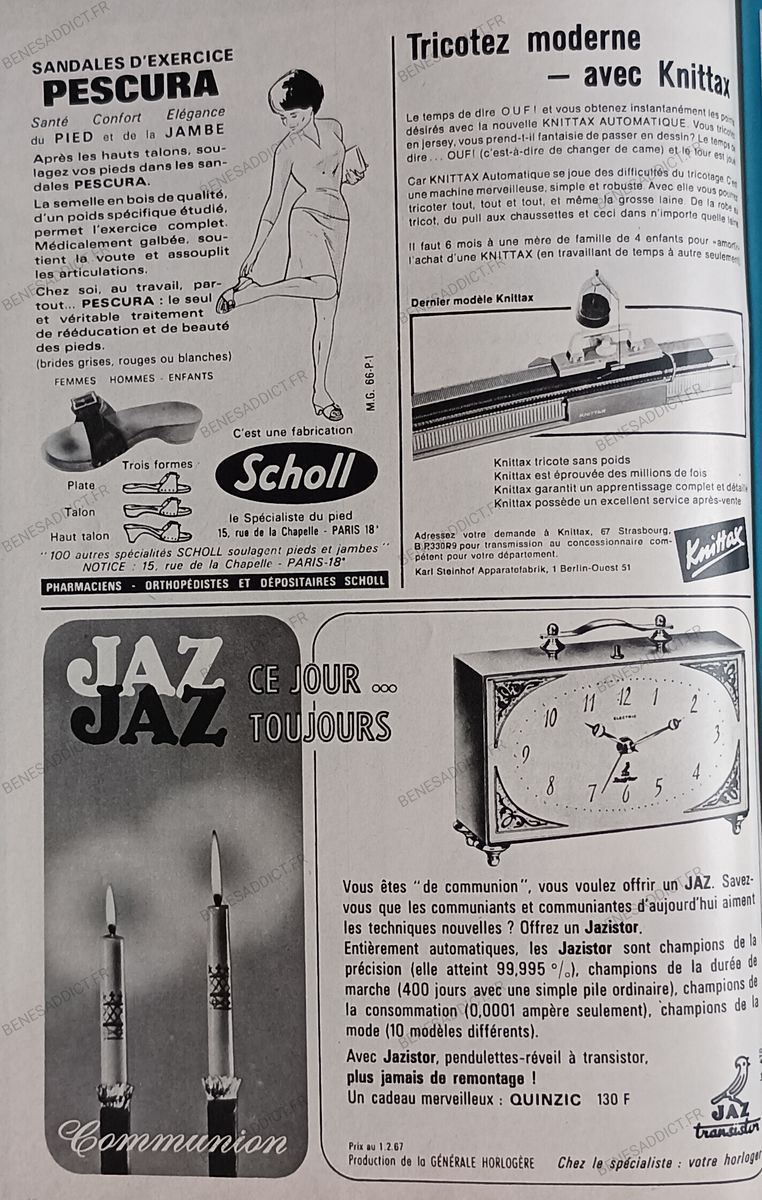 SANDALES D'EXERCICE
PESCURA
Santé Confort Elégance
du PIED et de la JAMBE
Après les hauts talons, sou-
lagez vos pieds dans les san-
dales PESCURA.
La semelle en bois de qualité,
d'un poids spécifique étudié,
permet l'exercice complet.
Médicalement galbée, sou-
tient la voute et assouplit
les articulations.
Chez soi, au travail, par-
tout... PESCURA : le seul
et véritable traitement
de rééducation et de beauté
des pieds.
(brides grises, rouges ou blanches)
FEMMES HOMMES - ENFANTS
M.G. 66-P-1
Trois formes
Plate
Talon
Haut talon
C'est une fabrication
Scholl
le Spécialiste du pied
15, rue de la Chapelle - PARIS 18°
"100 autres spécialités SCHOLL soulagent pieds et jambes"
NOTICE : 15, rue de la Chapelle - PARIS-18°
PHARMACIENS - ORTHOPÉDISTES ET DÉPOSITAIRES SCHOLL
Tricotez moderne
— avec Knittax
Le temps de dire OUF! et vous obtenez instantanément les
désirés avec la nouvelle KNITTAX AUTOMATIQUE. Vous
en jersey, vous prend-t-il fantaisie de passer en dessin? Le temps
dire... OUF! (c'est-à-dire de changer de came) et le tour est
Car KNITTAX Automatique se joue des difficultés du tricotage
une machine merveilleuse, simple et robuste. Avec elle vous
tricoter tout, tout et tout, et même la grosse laine. De la robe
tricot, du pull aux chaussettes et ceci dans n'importe quelle
Il faut 6 mois à une mère de famille de 4 enfants pour
l'achat d'une KNITTAX (en travaillant de temps à autre seulement
Dernier modèle Knittax
KNITTAX
Knittax tricote sans poids
Knittax est éprouvée des millions de fois
Knittax garantit un apprentissage complet et
Knittax possède un excellent service après-vente
Adressez votre demande à Knittax, 67 Strasbourg,
B.P.330R9 pour transmission au concessionnaire com-
pétent pour votre département.
Karl Steinhof Apparatefabrik, 1 Berlin-Ouest 51
Knittax
JAZ CE JOUR ...
JAZ TOUJOURS
12 1 2 3 4 5 6 7 8 9 10 11
ELECTRIC
Communion
Vous êtes "de communion", vous voulez offrir un JAZ. Savez-
vous que les communiants et communiantes d'aujourd'hui aiment
les techniques nouvelles ? Offrez un Jazistor.
Entièrement automatiques, les Jazistor sont champions de la
précision (elle atteint 99,995 %), champions de la durée de
marche (400 jours avec une simple pile ordinaire), champions de
la consommation (0,0001 ampère seulement), champions de la
mode (10 modèles différents).
Avec Jazistor, pendulettes-réveil à transistor,
plus jamais de remontage !
Un cadeau merveilleux : QUINZIC 130 F
JAZ
transistor
Prix au 1.2.67
Production de la GÉNÉRALE HORLOGÈRE Chez le spécialiste : votre horloger
BENESADDICT.FR